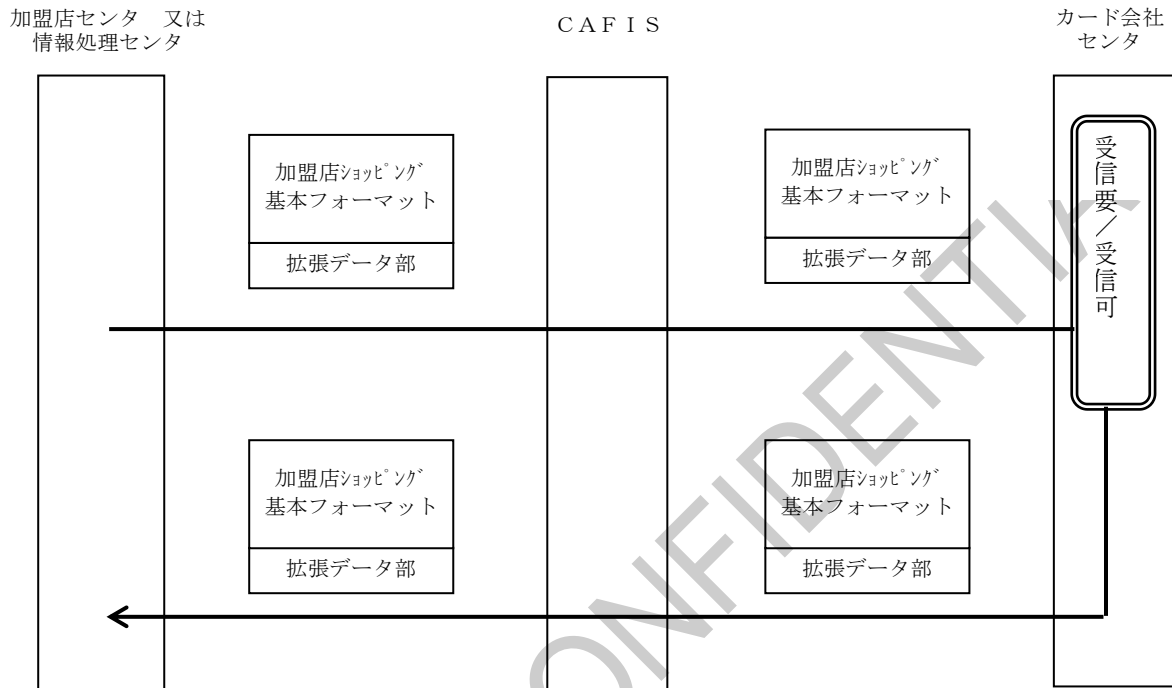 加盟店センタ　又は
情報処理センタ
ＣＡＦＩＳ
カード会社
センタ
加盟店ｼｮｯﾋﾟﾝｸﾞ
基本フォーマット
拡張データ部
加盟店ｼｮｯﾋﾟﾝｸﾞ
基本フォーマット
拡張データ部
受信要／受信可
加盟店ｼｮｯﾋﾟﾝｸﾞ
基本フォーマット
拡張データ部
加盟店ｼｮｯﾋﾟﾝｸﾞ
基本フォーマット
拡張データ部
ONFIDENTIA